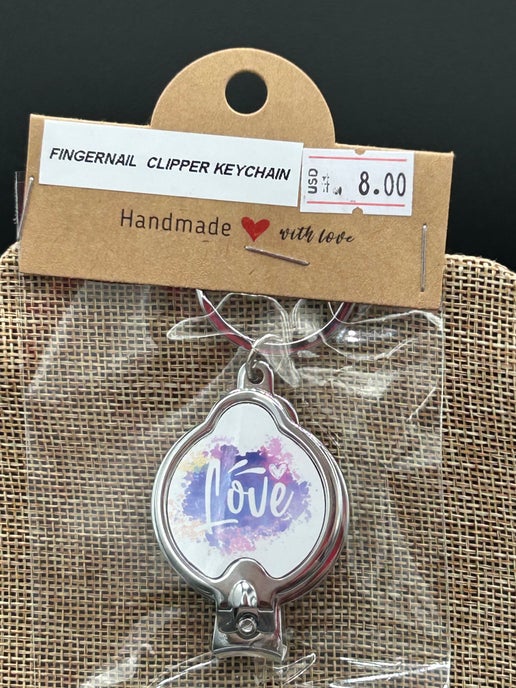 FINGERNAIL CLIPPER KEYCHAIN
USD 8.00
Handmade with love
Love